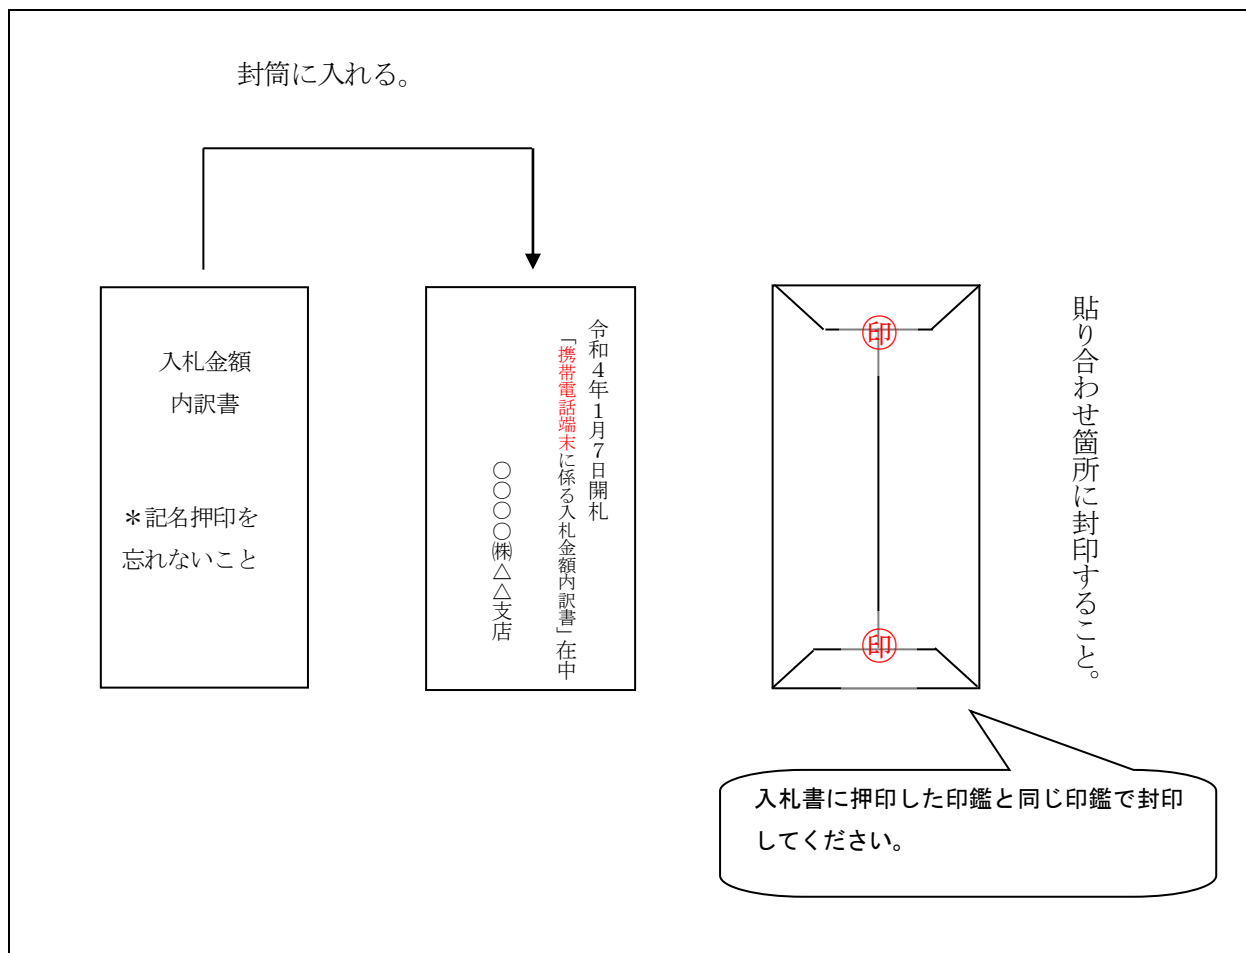 封筒に入れる。
入札金額
内訳書
＊記名押印を
忘れないこと
令和４年１月７日開札
「携帯電話端末に係る入札金額内訳書」在中
〇〇〇〇㈱△△支店
印
印
貼り合わせ箇所に封印すること。
入札書に押印した印鑑と同じ印鑑で封印
してください。